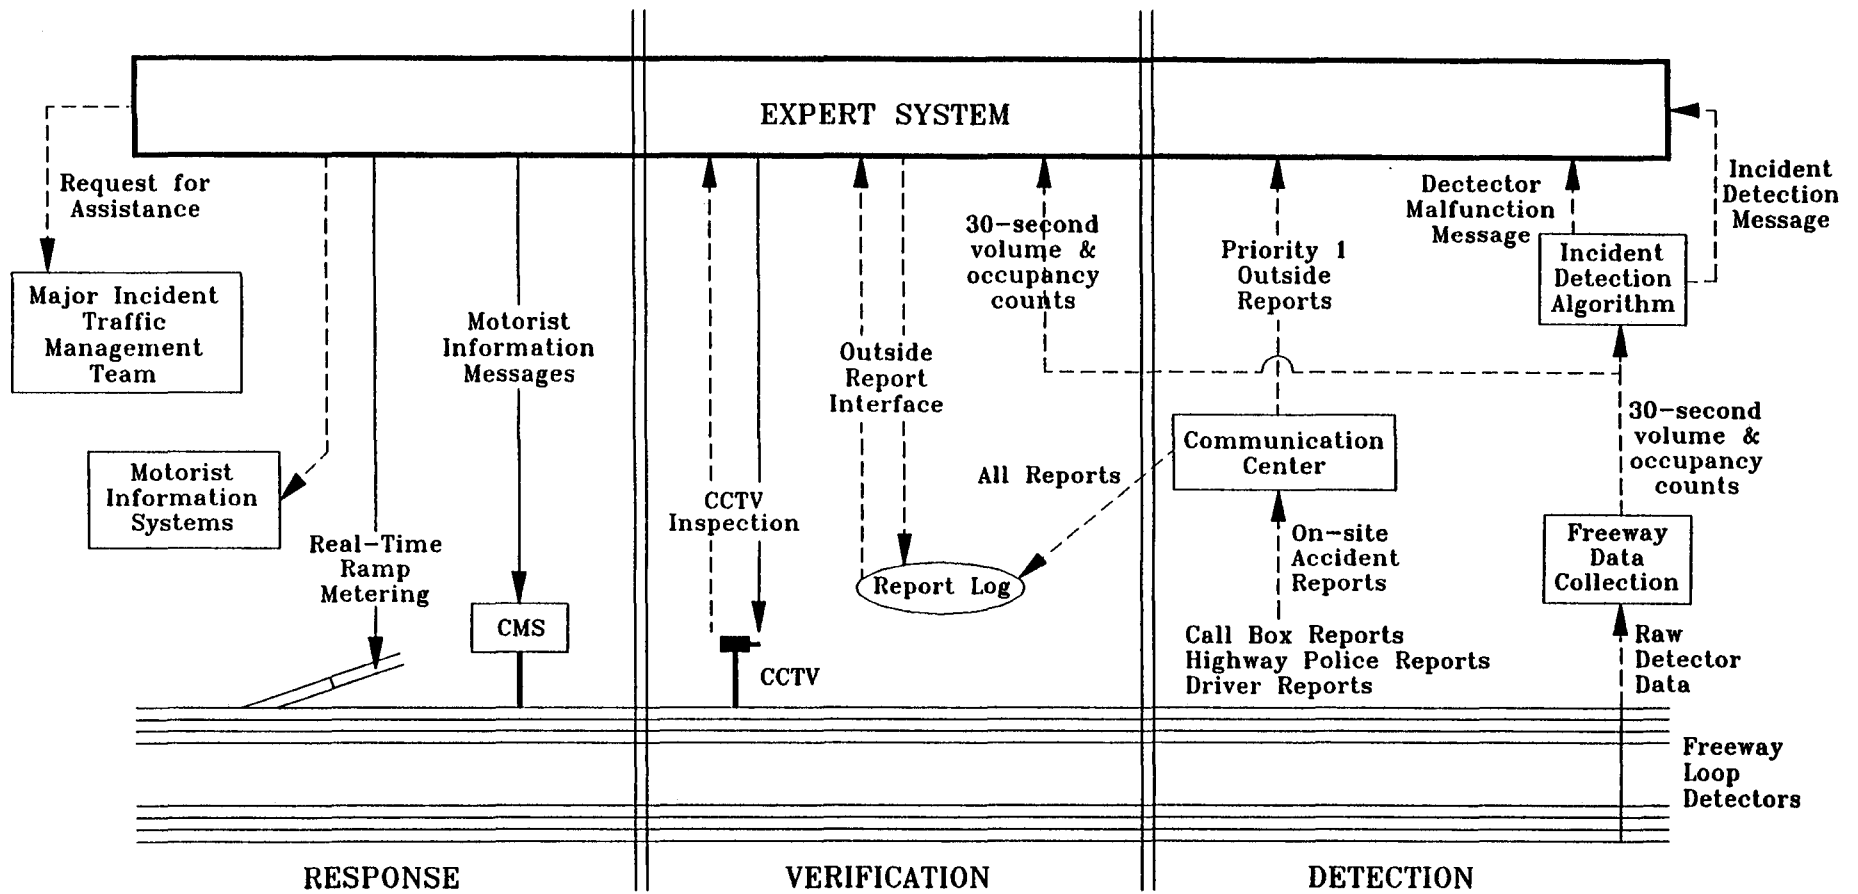 EXPERT SYSTEM
Request for
Assistance
Major Incident
Traffic
Management
Team
Motorist
Information
Systems
Real-Time
Ramp
Metering
Motorist
Information
Messages
CMS
CCTV
Inspection
CCTV
Outside
Report
Interface
Report Log
30-second
volume &
occupancy
counts
All Reports
Priority 1
Outside
Reports
Communication
Center
On-site
Accident
Reports
Call Box Reports
Highway Police Reports
Driver Reports
Dectector
Malfunction
Message
Incident
Detection
Algorithm
Incident
Detection
Message
30-second
volume &
occupancy
counts
Freeway
Data
Collection
Raw
Detector
Data
Freeway
Loop
Detectors
RESPONSE
VERIFICATION
DETECTION